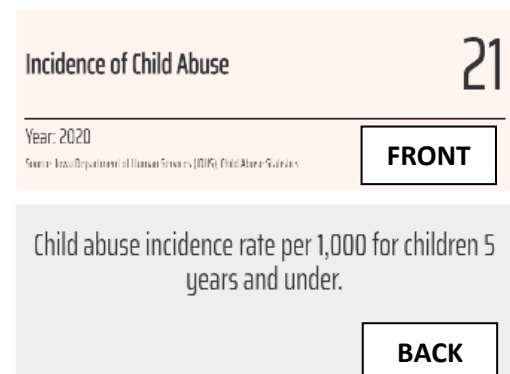 Incidence of Child Abuse
21
Year: 2020
Source: Iowa Department of Human Services (IDHS), Child Abuse Statistics
FRONT
Child abuse incidence rate per 1,000 for children 5
years and under.
BACK